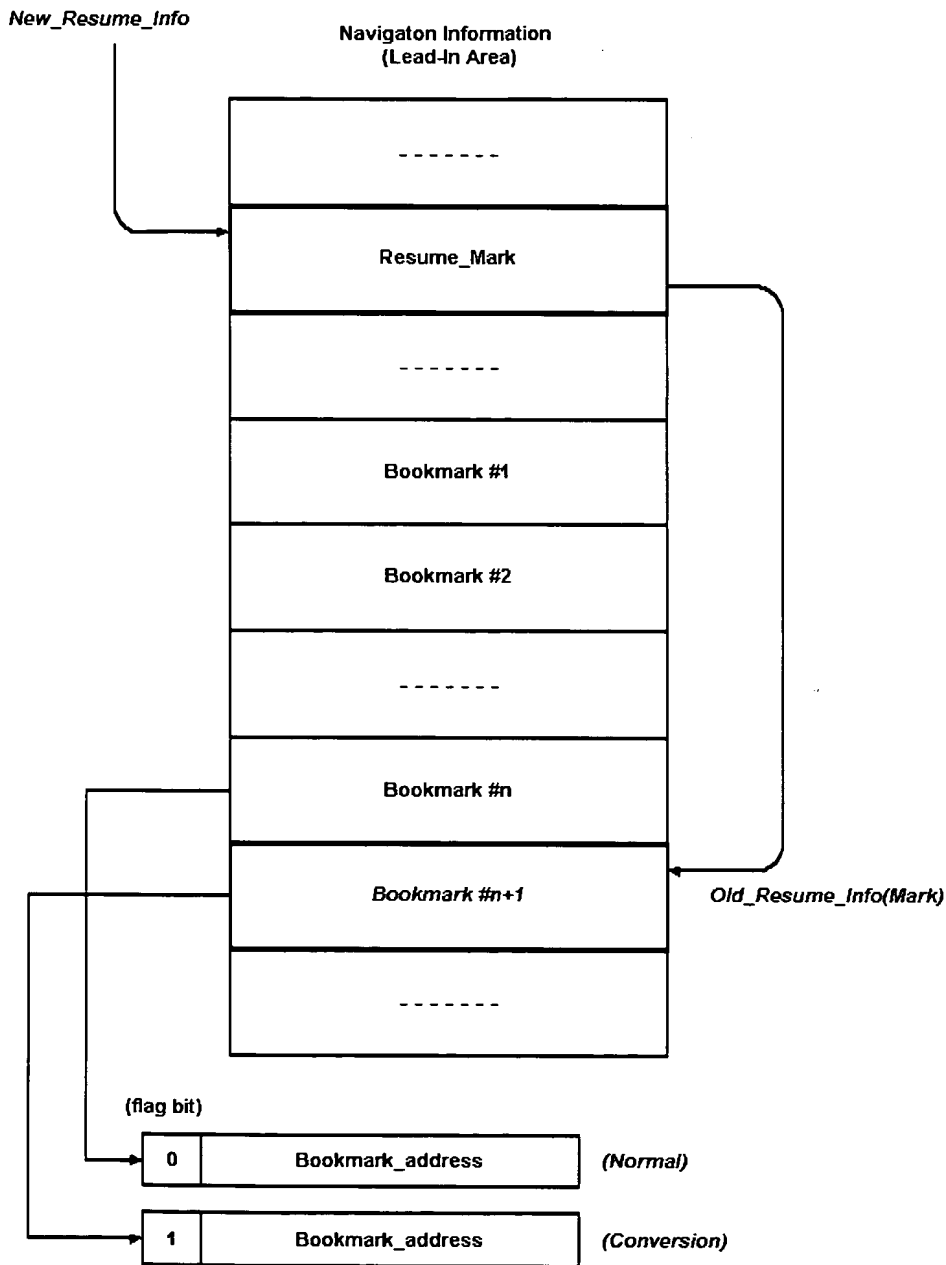 New_Resume_Info
Navigaton Information
(Lead-In Area)
- - - - - - -
Resume_Mark
- - - - - - -
Bookmark #1
Bookmark #2
- - - - - - -
Bookmark #n
Bookmark #n+1
Old_Resume_Info(Mark)
- - - - - - -
(flag bit)
0 Bookmark_address (Normal)
1 Bookmark_address (Conversion)